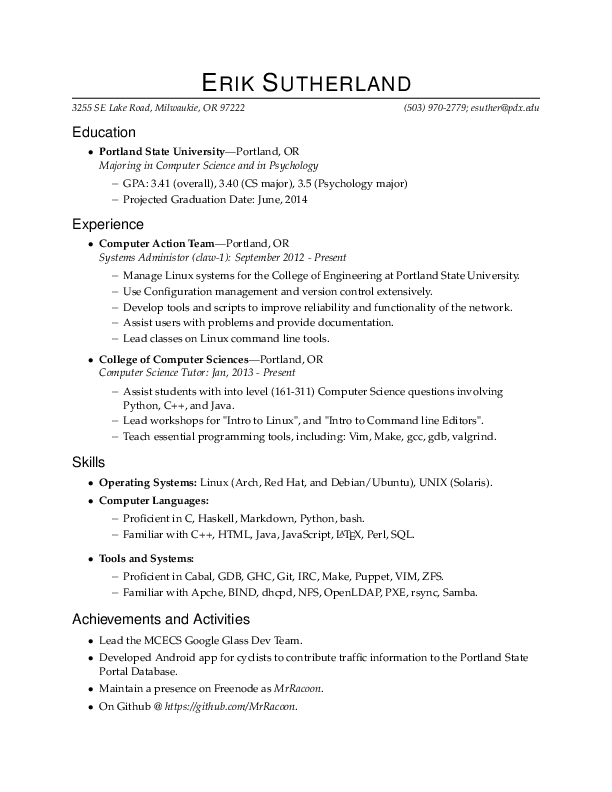 ERIK SUTHERLAND
3255 SE Lake Road, Milwaukie, OR 97222 (503) 970-2779; esuther@pdx.edu
Education
• Portland State University—Portland, OR
Majoring in Computer Science and in Psychology
– GPA: 3.41 (overall), 3.40 (CS major), 3.5 (Psychology major)
– Projected Graduation Date: June, 2014
Experience
• Computer Action Team—Portland, OR
Systems Administor (claw-1): September 2012 - Present
– Manage Linux systems for the College of Engineering at Portland State University.
– Use Configuration management and version control extensively.
– Develop tools and scripts to improve reliability and functionality of the network.
– Assist users with problems and provide documentation.
– Lead classes on Linux command line tools.
• College of Computer Sciences—Portland, OR
Computer Science Tutor: Jan, 2013 - Present
– Assist students with into level (161-311) Computer Science questions involving
Python, C++, and Java.
– Lead workshops for "Intro to Linux", and "Intro to Command line Editors".
– Teach essential programming tools, including: Vim, Make, gcc, gdb, valgrind.
Skills
• Operating Systems: Linux (Arch, Red Hat, and Debian/Ubuntu), UNIX (Solaris).
• Computer Languages:
– Proficient in C, Haskell, Markdown, Python, bash.
– Familiar with C++, HTML, Java, JavaScript, LATEX, Perl, SQL.
• Tools and Systems:
– Proficient in Cabal, GDB, GHC, Git, IRC, Make, Puppet, VIM, ZFS.
– Familiar with Apche, BIND, dhcpd, NFS, OpenLDAP, PXE, rsync, Samba.
Achievements and Activities
• Lead the MCECS Google Glass Dev Team.
• Developed Android app for cyclists to contribute traffic information to the Portland State
Portal Database.
• Maintain a presence on Freenode as MrRacoon.
• On Github @ https://github.com/MrRacoon.